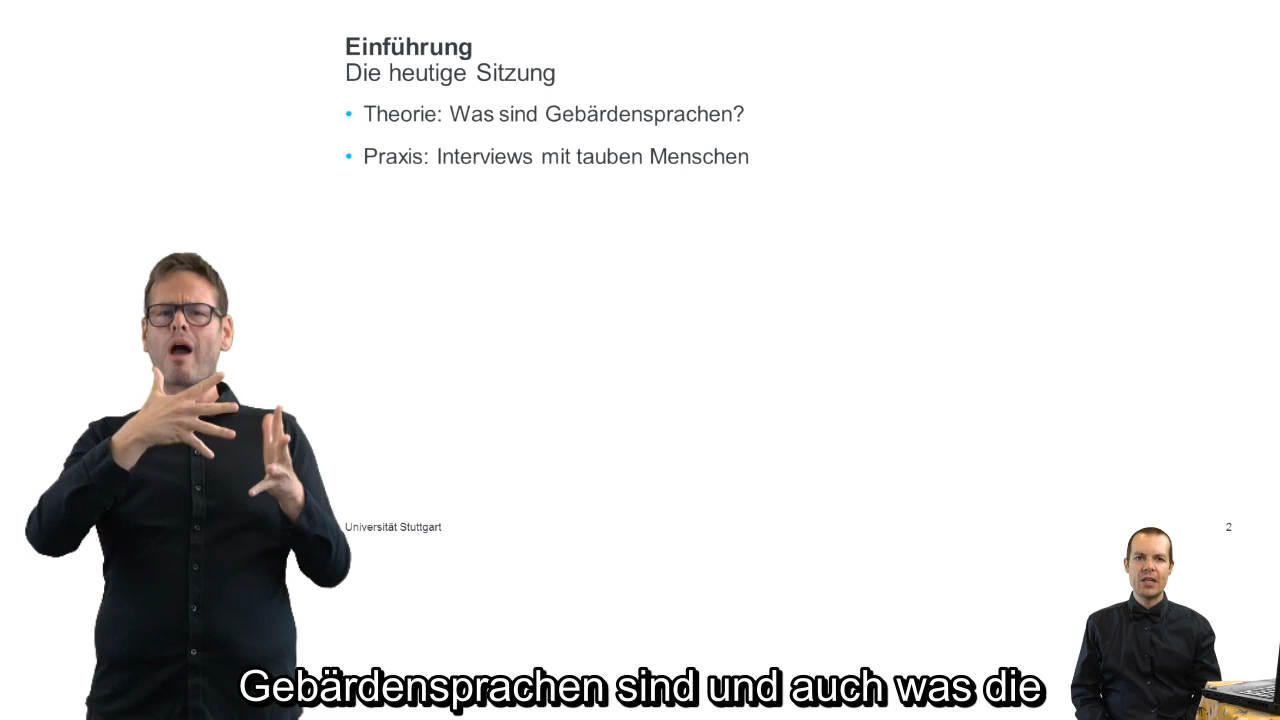 Einführung
Die heutige Sitzung
• Theorie: Was sind Gebärdensprachen?
• Praxis: Interviews mit tauben Menschen
Universität Stuttgart
2
Gebärdensprachen sind und auch was die